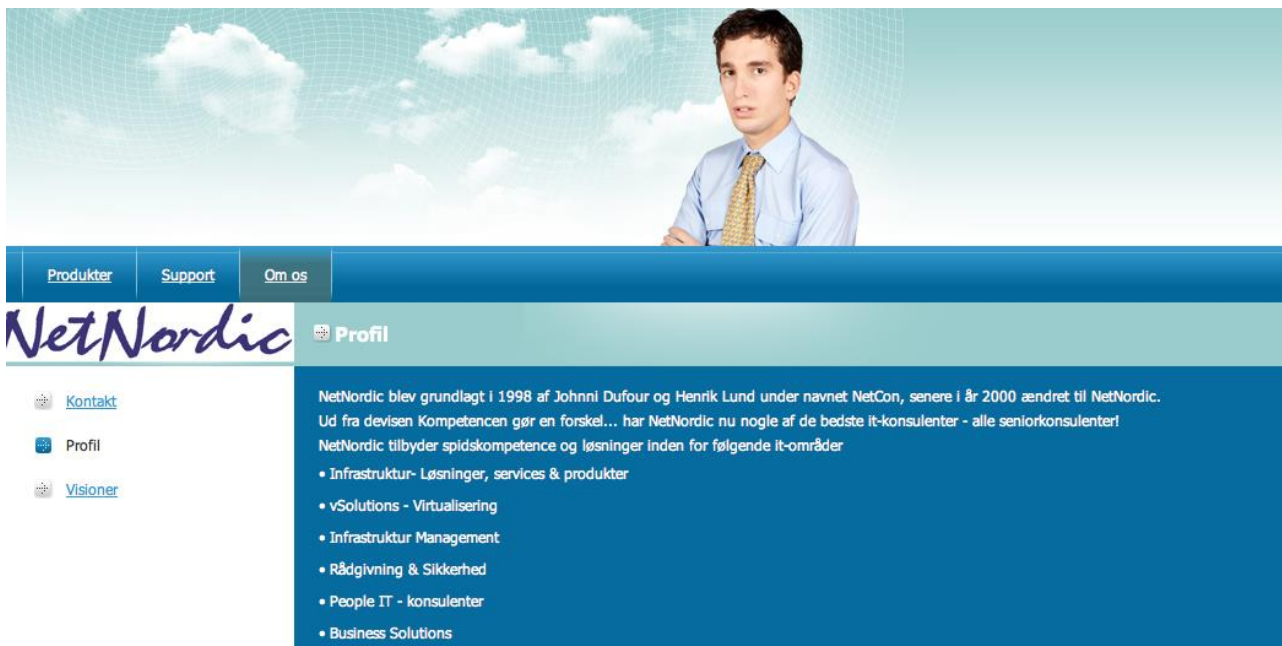 Produkter Support Om os
NetNordic
Profil
Kontakt
Profil
Visioner
NetNordic blev grundlagt i 1998 af Johnni Dufour og Henrik Lund under navnet NetCon, senere i år 2000 ændret til NetNordic.
Ud fra devisen Kompetencen gør en forskel... har NetNordic nu nogle af de bedste it-konsulenter - alle seniorkonsulenter!
NetNordic tilbyder spidskompetence og løsninger inden for følgende it-områder
• Infrastruktur- Løsninger, services & produkter
• vSolutions - Virtualisering
• Infrastruktur Management
• Rådgivning & Sikkerhed
• People IT - konsulenter
• Business Solutions